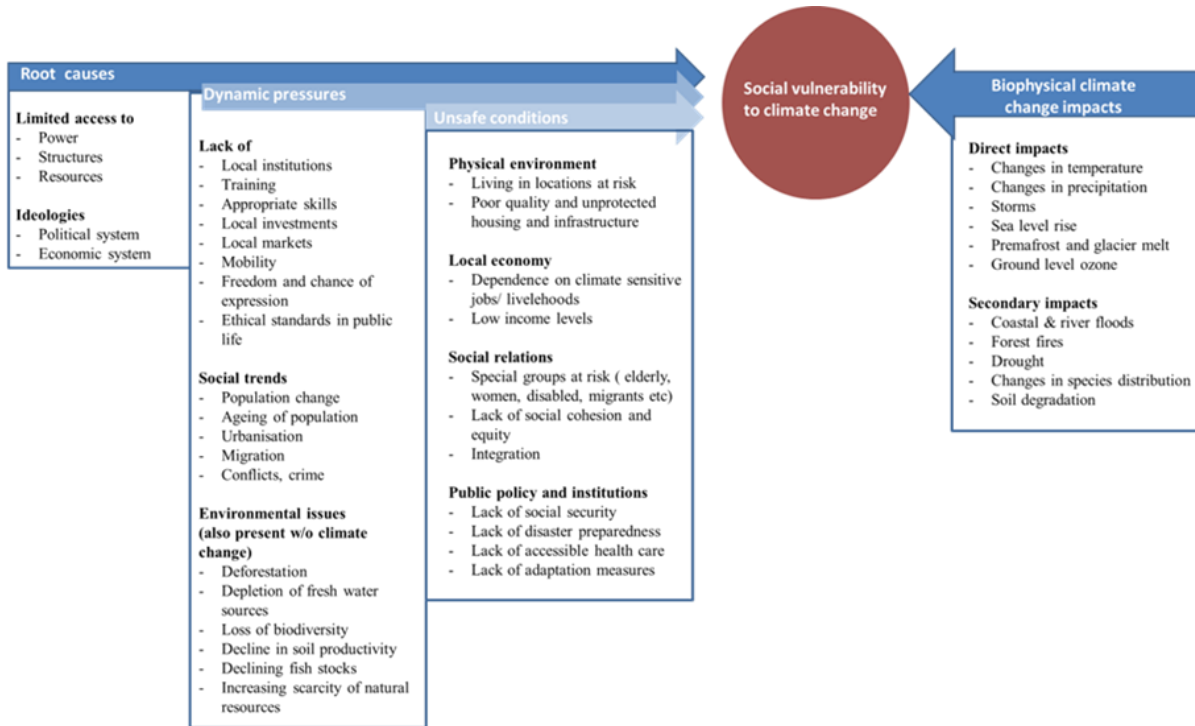 Root causes
Limited access to
- Power
- Structures
- Resources
Ideologies
- Political system
- Economic system
Dynamic pressures
Lack of
- Local institutions
- Training
- Appropriate skills
- Local investments
- Local markets
- Mobility
- Freedom and chance of
expression
- Ethical standards in public
life
Social trends
- Population change
- Ageing of population
- Urbanisation
- Migration
- Conflicts, crime
Environmental issues
(also present w/o climate
change)
- Deforestation
- Depletion of fresh water
sources
- Loss of biodiversity
- Decline in soil productivity
- Declining fish stocks
- Increasing scarcity of natural
resources
Unsafe conditions
Physical environment
- Living in locations at risk
- Poor quality and unprotected
housing and infrastructure
Local economy
- Dependence on climate sensitive
jobs/ livelehoods
- Low income levels
Social relations
- Special groups at risk ( elderly,
women, disabled, migrants etc)
- Lack of social cohesion and
equity
- Integration
Public policy and institutions
- Lack of social security
- Lack of disaster preparedness
- Lack of accessible health care
- Lack of adaptation measures
Social vulnerability
to climate change
Biophysical climate
change impacts
Direct impacts
- Changes in temperature
- Changes in precipitation
- Storms
- Sea level rise
- Premafrost and glacier melt
- Ground level ozone
Secondary impacts
- Coastal & river floods
- Forest fires
- Drought
- Changes in species distribution
- Soil degradation